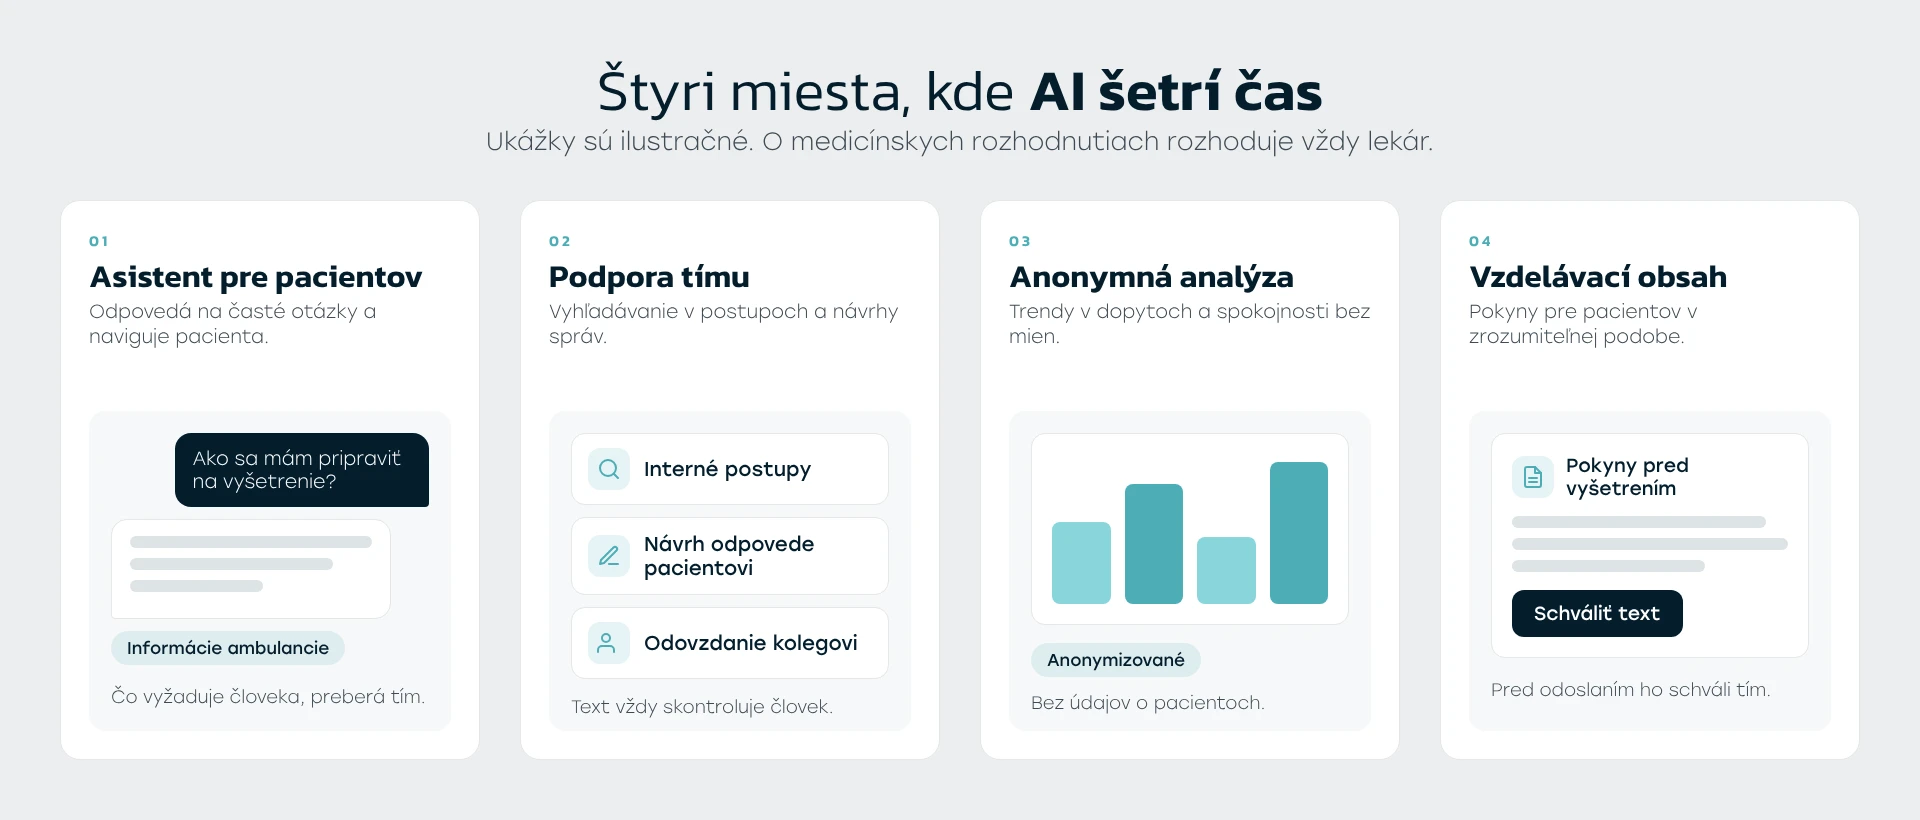 Štyri miesta, kde AI šetrí čas
Ukážky sú ilustračné. O medicínskych rozhodnutiach rozhoduje vždy lekár.
01
Asistent pre pacientov
Odpovedá na časté otázky a
naviguje pacienta.
Ako sa mám pripraviť
na vyšetrenie?
Informácie ambulancie
Čo vyžaduje človeka, preberá tím.
02
Podpora tímu
Vyhľadávanie v postupoch a návrhy
správ.
Interné postupy
Návrh odpovede
pacientovi
Odovzdanie kolegovi
Text vždy skontroluje človek.
03
Anonymná analýza
Trendy v dopytoch a spokojnosti bez
mien.
Anonymizované
Bez údajov o pacientoch.
04
Vzdelávací obsah
Pokyny pre pacientov v
zrozumiteľnej podobe.
Pokyny pred
vyšetrením
Schváliť text
Pred odoslaním ho schváli tím.